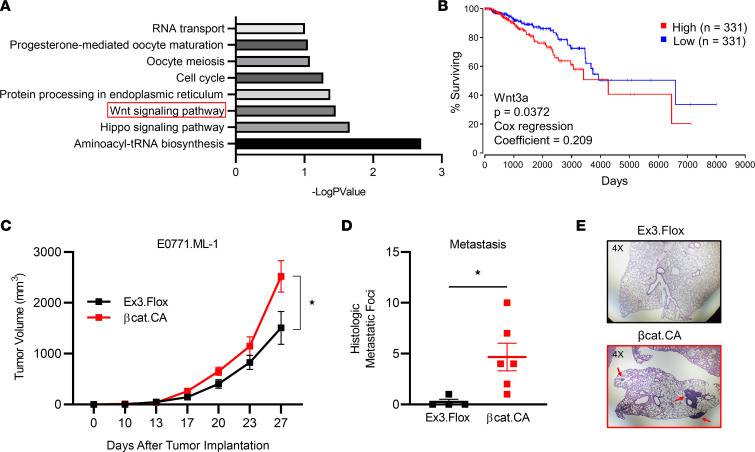 A
RNA transport
Progesterone-mediated oocyte maturation
Oocyte meiosis
Cell cycle
Protein processing in endoplasmic reticulum
Wnt signaling pathway
Hippo signaling pathway
Aminoacyl-tRNA biosynthesis
0 1 2 3
-LogPValue
B
% Surviving
100
80
60
40
20
0
High (n = 331)
Low (n = 331)
Wnt3a
p = 0.0372
Cox regression
Coefficient = 0.209
0 1000 2000 3000 4000 5000 6000 7000 8000 9000
Days
C
E0771.ML-1
Tumor Volume (mm-3)
3000
2000
1000
0
Ex3.Flox
βcat.CA
*
0 10 13 17 20 23 27
Days After Tumor Implantation
D
Metastasis
Histologic
Metastatic Foci
15
10
5
0
*
Ex3.Flox βcat.CA
E
Ex3.Flox
4X
βcat.CA
4X